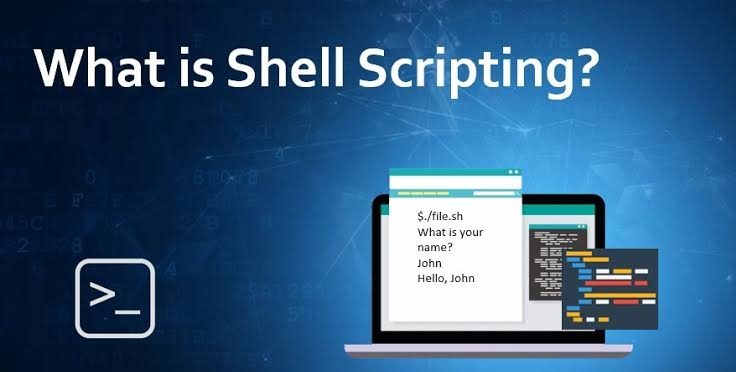 What is Shell Scripting?
$./file.sh
What is your
name?
John
Hello, John
>_